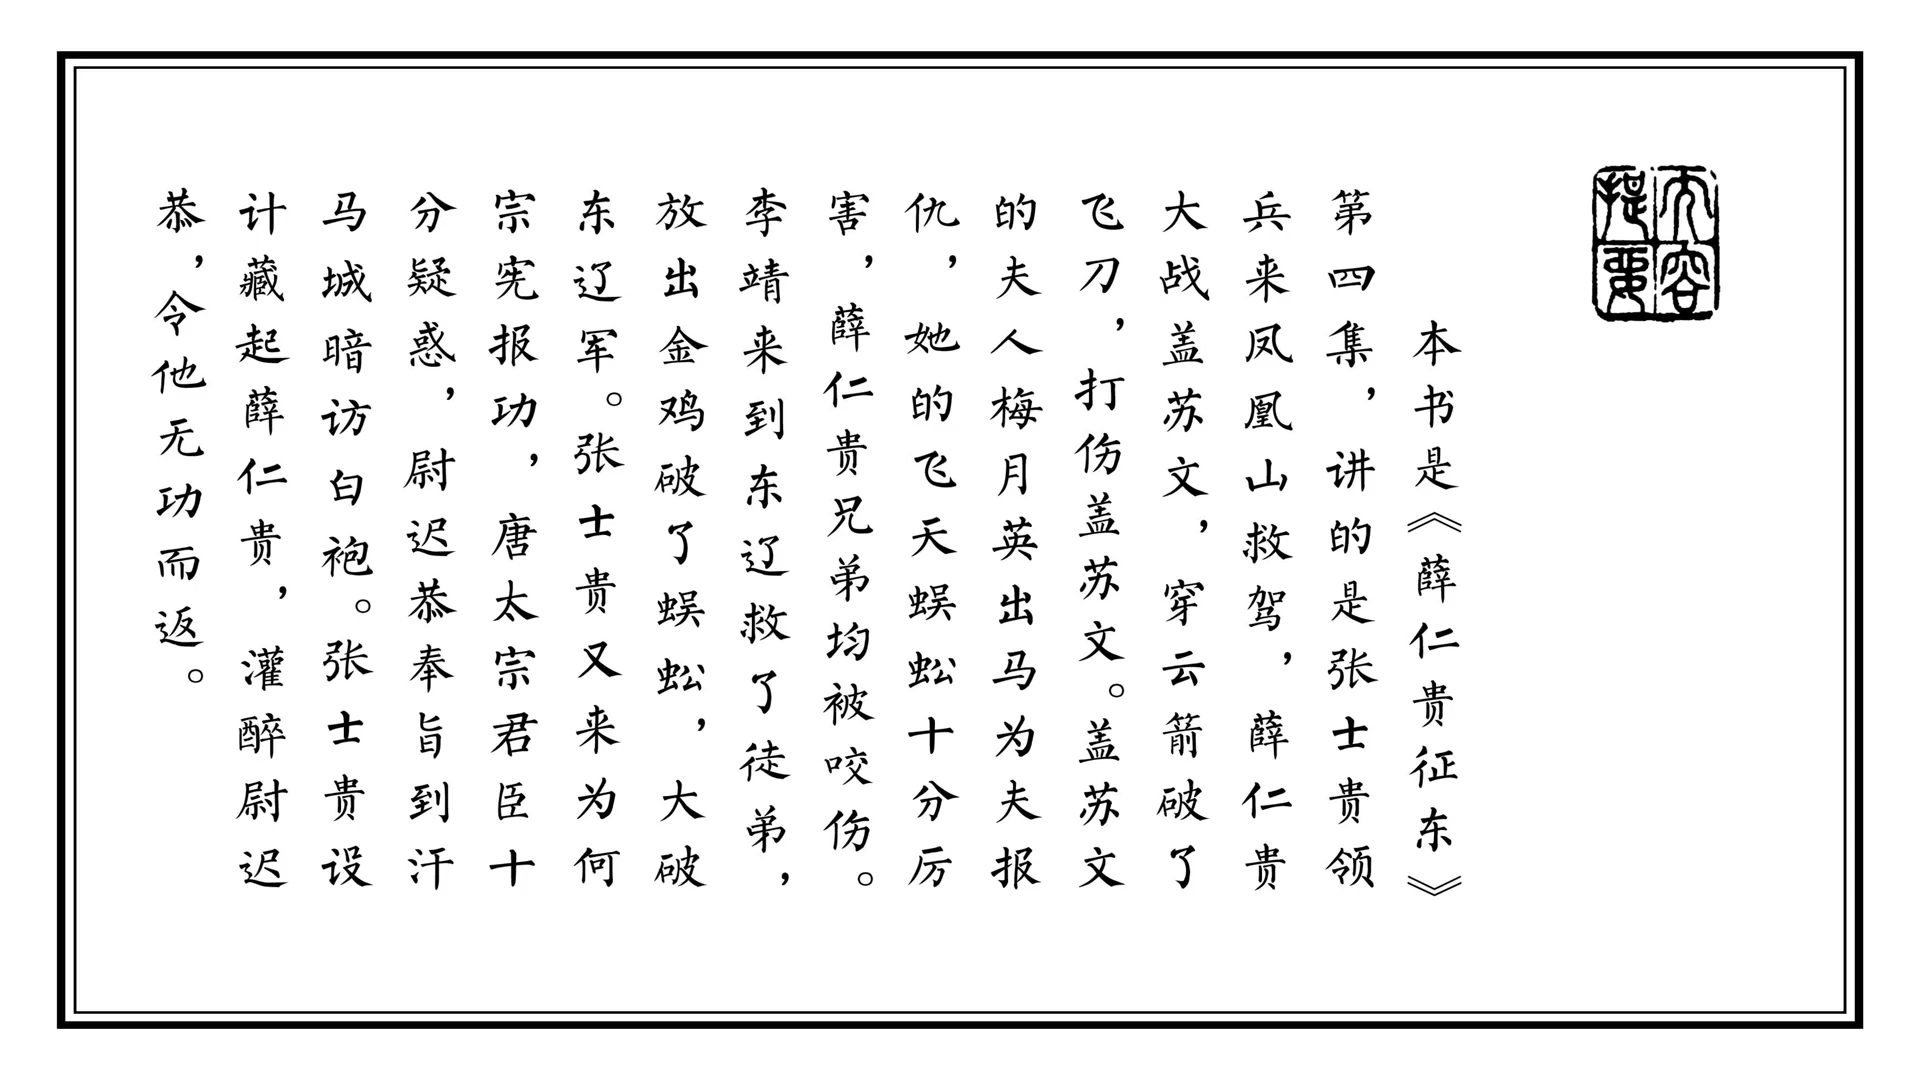 内容
提要
本书是《薛仁贵征东》
第四集，讲的是张士贵领
兵来凤凰山救驾，薛仁贵
大战盖苏文，穿云箭破了
飞刀，打伤盖苏文。盖苏文
的夫人梅月英出马为夫报
仇，她的飞天蜈蚣十分厉
害，薛仁贵兄弟均被咬伤。
李靖来到东辽救了徒弟，
放出金鸡破了蜈蚣，大破
东辽军。张士贵又来为何
宗宪报功，唐太宗君臣十
分疑惑，尉迟恭奉旨到汗
马城暗访白袍。张士贵设
计藏起薛仁贵，灌醉尉迟
恭，令他无功而返。